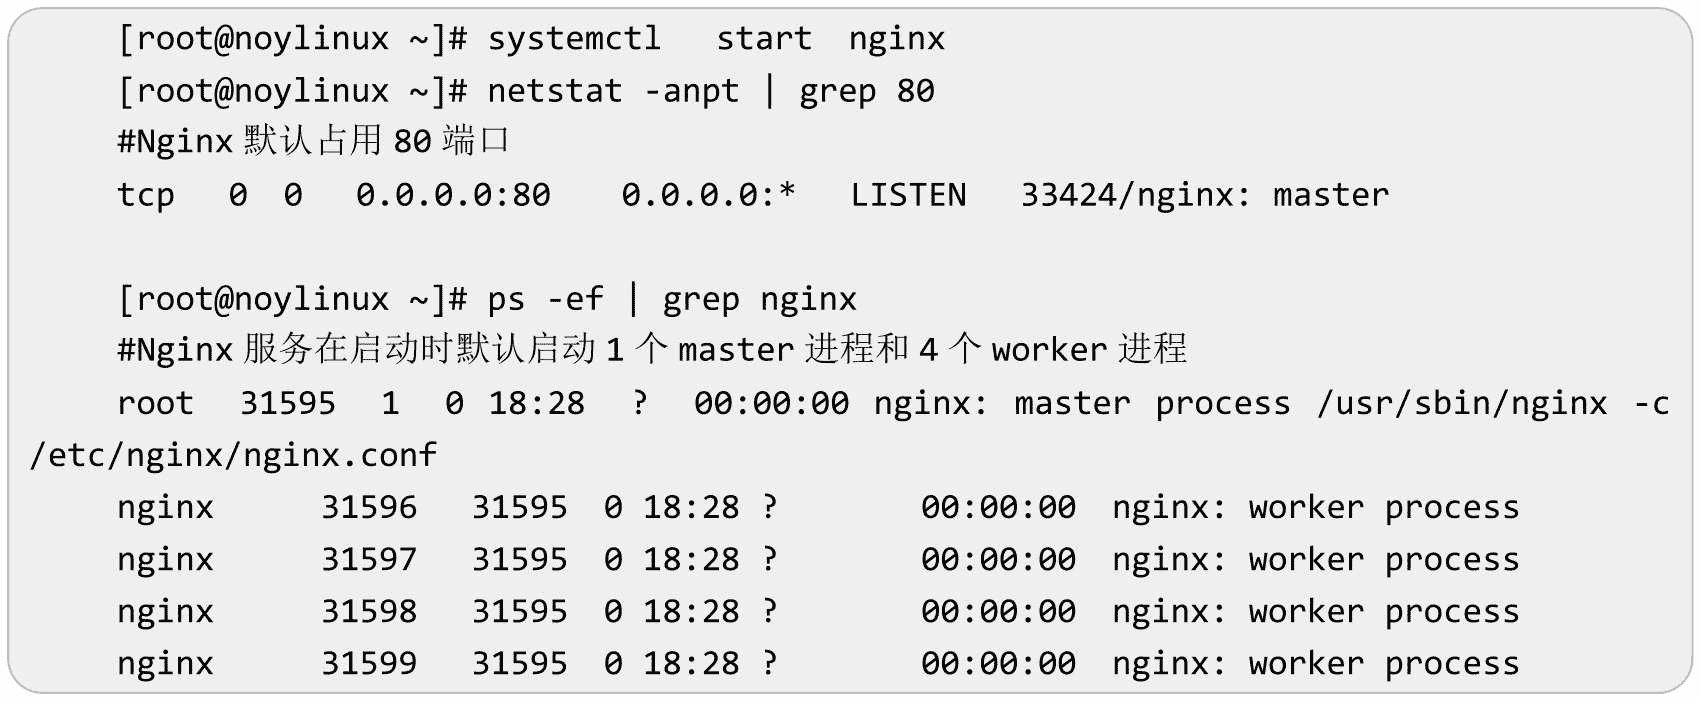 [root@noylinux ~]# systemctl start nginx
[root@noylinux ~]# netstat -anpt | grep 80
#Nginx 默认占用 80 端口
tcp 0 0 0.0.0.0:80 0.0.0.0:* LISTEN 33424/nginx: master
[root@noylinux ~]# ps -ef | grep nginx
#Nginx 服务在启动时默认启动 1 个 master 进程和 4 个 worker 进程
root 31595 1 0 18:28 ? 00:00:00 nginx: master process /usr/sbin/nginx -c
/etc/nginx/nginx.conf
nginx 31596 31595 0 18:28 ? 00:00:00 nginx: worker process
nginx 31597 31595 0 18:28 ? 00:00:00 nginx: worker process
nginx 31598 31595 0 18:28 ? 00:00:00 nginx: worker process
nginx 31599 31595 0 18:28 ? 00:00:00 nginx: worker process